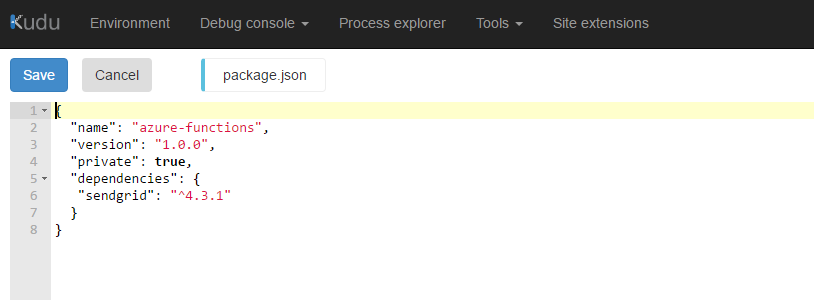 Kudu Environment Debug console Process explorer Tools Site extensions
Save Cancel package.json
1 {
2 "name": "azure-functions",
3 "version": "1.0.0",
4 "private": true,
5 "dependencies": {
6 "sendgrid": "^4.3.1"
7 }
8 }